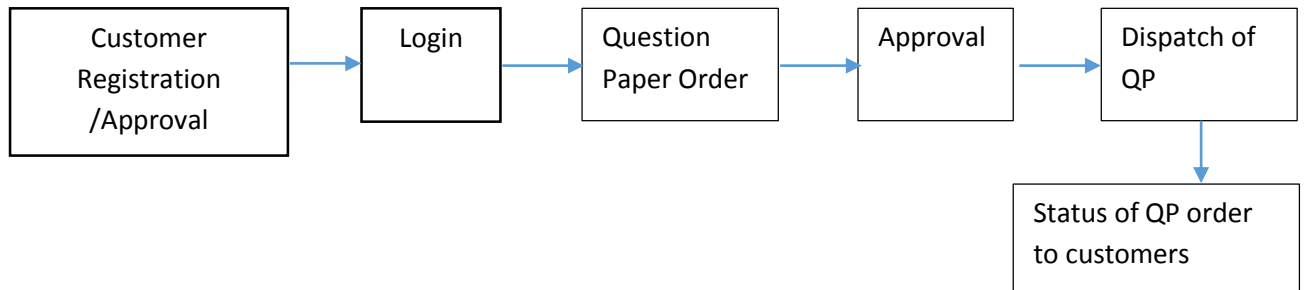 Customer
Registration
/Approval
Login
Question
Paper Order
Approval
Dispatch of
QP
Status of QP order
to customers